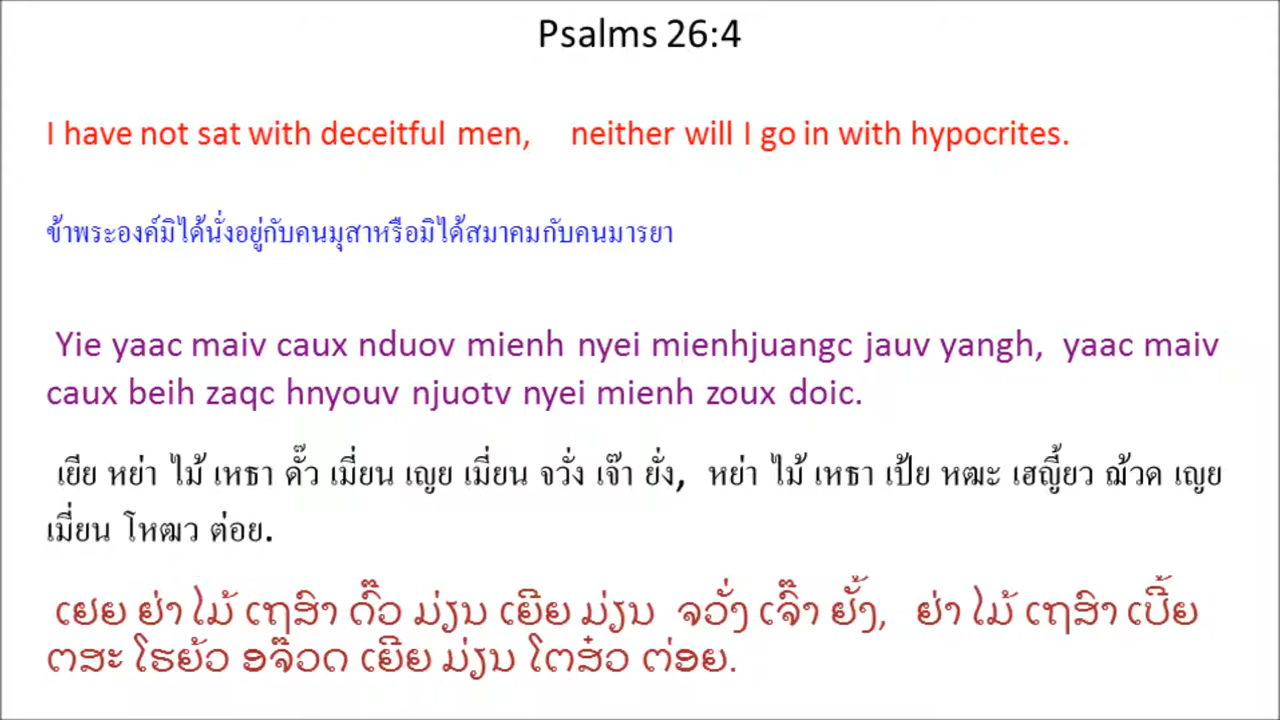 Psalms 26:4
I have not sat with deceitful men, neither will I go in with hypocrites.
ข้าพระองค์มิได้นั่งอยู่กับคนมุสาหรือมิได้สมาคมกับคนมารยา
Yie yaac maiv caux nduov mienh nyei mienhjuangc jauv yangh, yaac maiv
caux beih zaqc hnyouv njuotv nyei mienh zoux doic.
เยีย หย่า ไม้ เหธา ดั๊ว เมี่ยน เญย เมี่ยน จวั่ง เจ๊า ยั่ง, หย่า ไม้ เหธา เป้ย หฒะ เฮญี้ยว ฌ้วด เญย
เมี่ยน โหฒว ต่อย.
ເຢຍ ຢ່າ ໄມ້ ເຖສົາ ດົ໊ວ ມ່ຽນ ເຍີຍ ມ່ຽນ ຈວັ່ງ ເຈົ໊າ ຢັ້ງ, ຢ່າ ໄມ້ ເຖສົາ ເປີ້ຍ
ຕສະ ໂຮຍ້ວ ອຈ໊ວດ ເຍີຍ ມ່ຽນ ໂຕສ໋ວ ຕ່ອຍ.